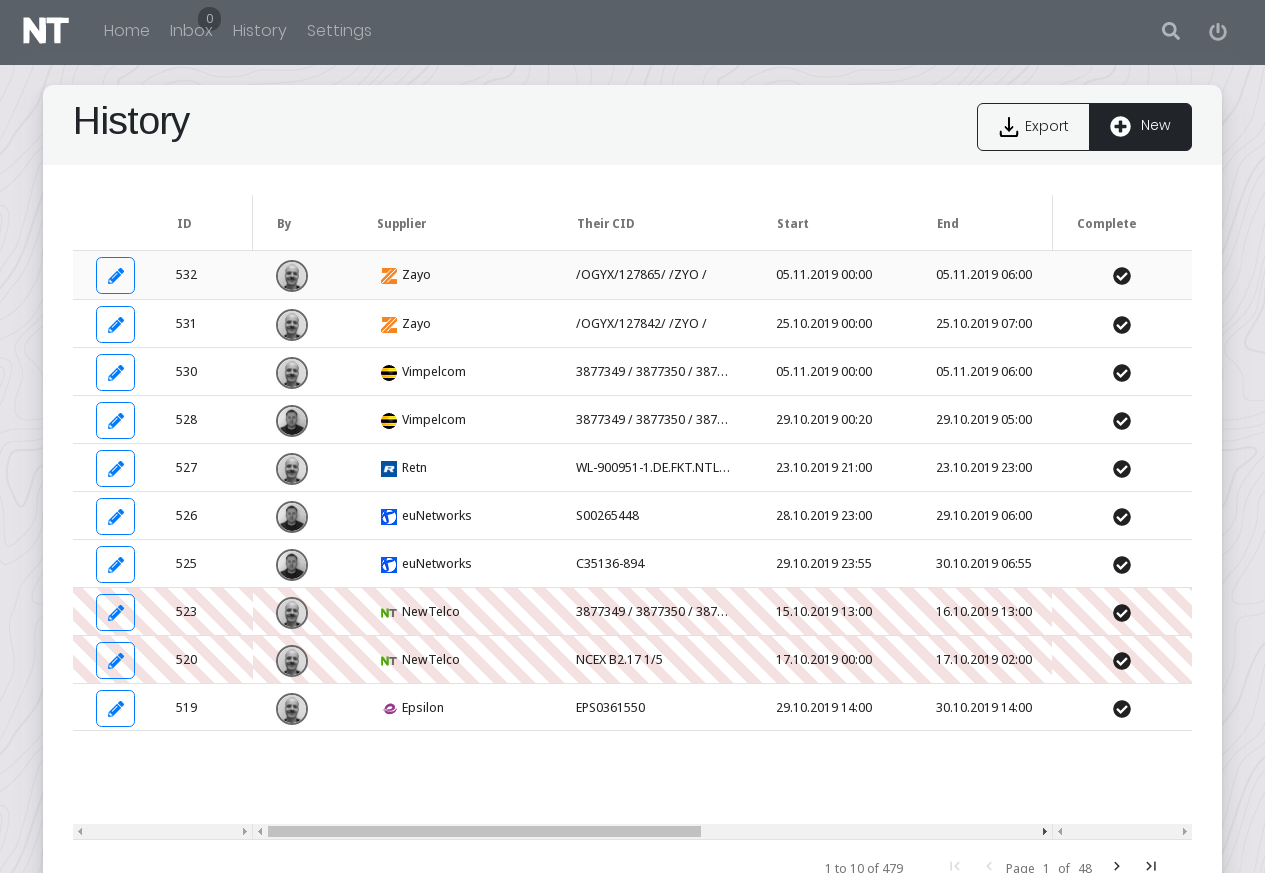 NT Home Inbox 0 History Settings
History
Export New
ID By Supplier Their CID Start End Complete
532 Zayo /OGYX/127865/ /ZYO / 05.11.2019 00:00 05.11.2019 06:00
531 Zayo /OGYX/127842/ /ZYO / 25.10.2019 00:00 25.10.2019 07:00
530 Vimpelcom 3877349 / 3877350 / 387... 05.11.2019 00:00 05.11.2019 06:00
528 Vimpelcom 3877349 / 3877350 / 387... 29.10.2019 00:20 29.10.2019 05:00
527 Retn WL-900951-1.DE.FKT.NTL... 23.10.2019 21:00 23.10.2019 23:00
526 euNetworks S00265448 28.10.2019 23:00 29.10.2019 06:00
525 euNetworks C35136-894 29.10.2019 23:55 30.10.2019 06:55
523 NT NewTelco 3877349 / 3877350 / 387... 15.10.2019 13:00 16.10.2019 13:00
520 NT NewTelco NCEX B2.17 1/5 17.10.2019 00:00 17.10.2019 02:00
519 Epsilon EPS0361550 29.10.2019 14:00 30.10.2019 14:00
1 to 10 of 479 Page 1 of 48